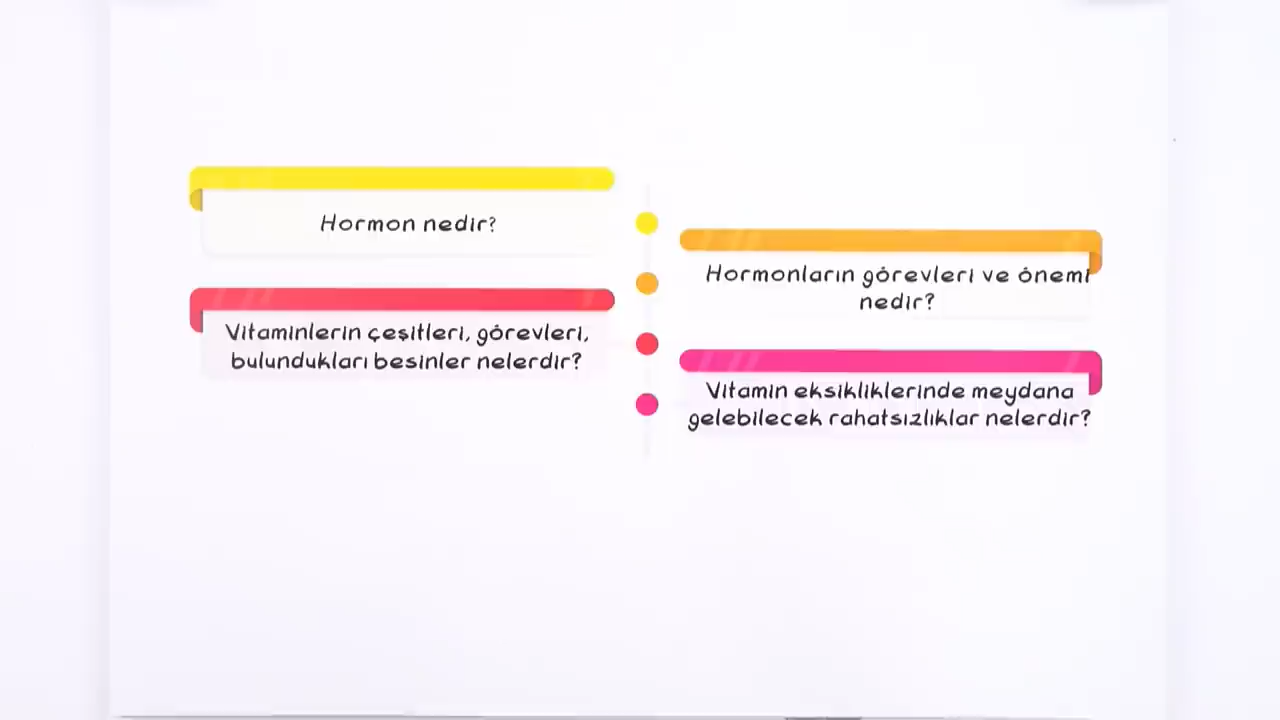 Hormon nedir?
Hormonların görevleri ve önemi
nedir?
Vitaminlerin çeşitleri, görevleri,
bulundukları besinler nelerdir?
Vitamin eksikliklerinde meydana
gelebilecek rahatsızlıklar nelerdir?